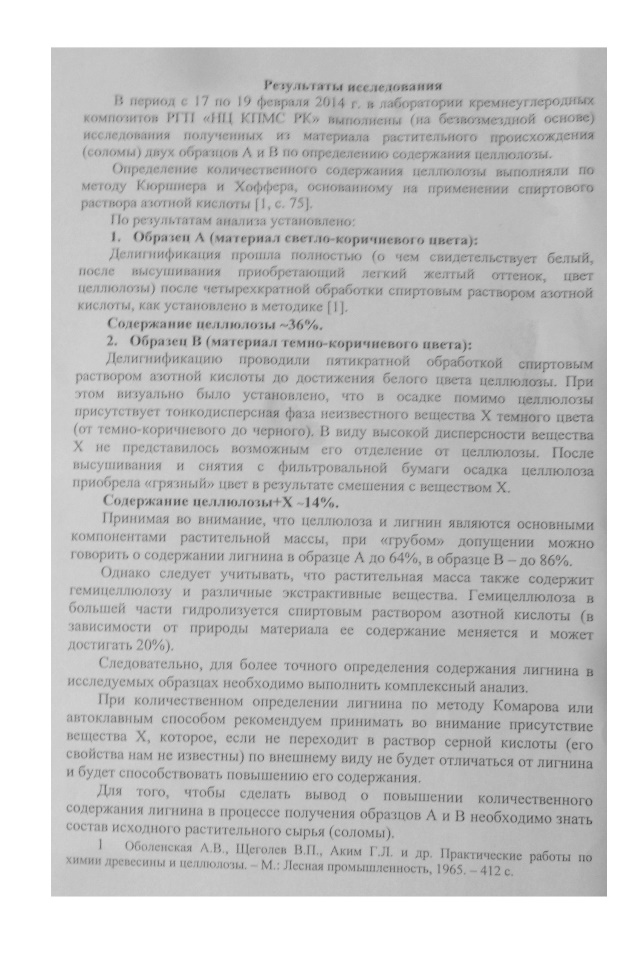 Результаты исследования
В период с 17 по 19 февраля 2014 г. в лаборатории кремнеуглеродных
композитов РГП «НЦ КПМС РК» выполнены (на безвозмездной основе)
исследования полученных из материала растительного происхождения
(соломы) двух образцов А и В по определению содержания целлюлозы.
Определение количественного содержания целлюлозы выполняли по
методу Кюршнера и Хоффера, основанному на применении спиртового
раствора азотной кислоты [1, с. 75].
По результатам анализа установлено:
1. Образец А (материал светло-коричневого цвета):
Делигнификация прошла полностью (о чем свидетельствует белый,
после высушивания приобретающий легкий желтый оттенок, цвет
целлюлозы) после четырехкратной обработки спиртовым раствором азотной
кислоты, как установлено в методике [1].
Содержание целлюлозы ~36%.
2. Образец В (материал темно-коричневого цвета):
Делигнификацию проводили пятикратной обработкой спиртовым
раствором азотной кислоты до достижения белого цвета целлюлозы. При
этом визуально было установлено, что в осадке помимо целлюлозы
присутствует тонкодисперсная фаза неизвестного вещества Х темного цвета
(от темно-коричневого до черного). В виду высокой дисперсности вещества
Х не представилось возможным его отделение от целлюлозы. После
высушивания и снятия с фильтровальной бумаги осадка целлюлоза
приобрела «грязный» цвет в результате смешения с веществом Х.
Содержание целлюлозы+Х ~14%.
Принимая во внимание, что целлюлоза и лигнин являются основными
компонентами растительной массы, при «грубом» допущении можно
говорить о содержании лигнина в образце А до 64%, в образце В – до 86%.
Однако следует учитывать, что растительная масса также содержит
гемицеллюлозу и различные экстрактивные вещества. Гемицеллюлоза в
большей части гидролизуется спиртовым раствором азотной кислоты (в
зависимости от природы материала ее содержание меняется и может
достигать 20%).
Следовательно, для более точного определения содержания лигнина в
исследуемых образцах необходимо выполнить комплексный анализ.
При количественном определении лигнина по методу Комарова или
автоклавным способом рекомендуем принимать во внимание присутствие
вещества Х, которое, если не переходит в раствор серной кислоты (его
свойства нам не известны) по внешнему виду не будет отличаться от лигнина
и будет способствовать повышению его содержания.
Для того, чтобы сделать вывод о повышении количественного
содержания лигнина в процессе получения образцов А и В необходимо знать
состав исходного растительного сырья (соломы).
1 Оболенская А.В., Щеголев В.П., Аким Г.Л. и др. Практические работы по
химии древесины и целлюлозы. – М.: Лесная промышленность, 1965. – 412 с.